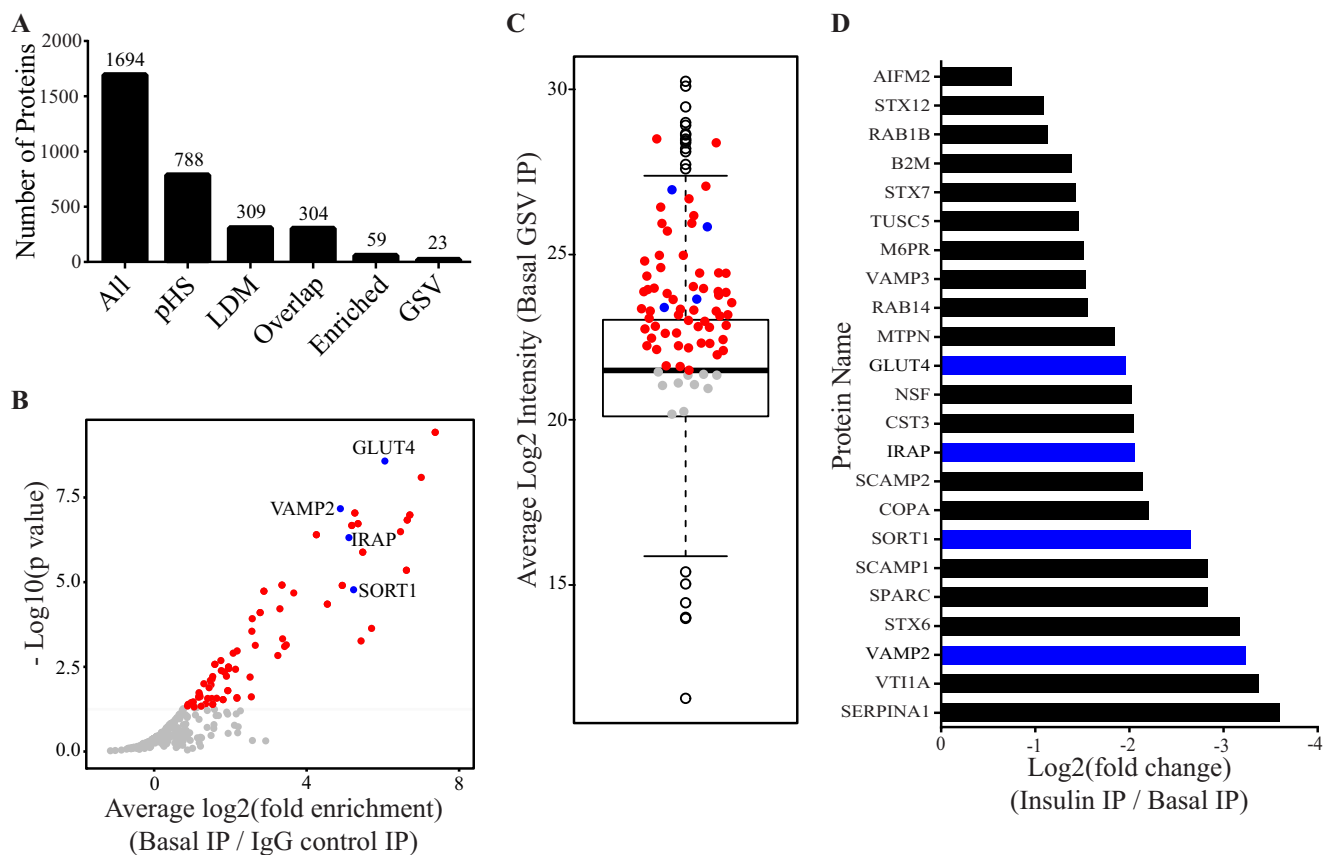 A
2000
1500
1000
500
0
Number of Proteins
1694
788
309
304
59
23
All
pHS
LDM
Overlap
Enriched
GSV
B
7.5
5.0
2.5
0.0
- Log10(p value)
GLUT4
VAMP2
IRAP
SORT1
0
4
8
Average log2(fold enrichment)
(Basal IP / IgG control IP)
C
30
25
20
15
Average Log2 Intensity (Basal GSV IP)
D
Protein Name
AIFM2
STX12
RAB1B
B2M
STX7
TUSC5
M6PR
VAMP3
RAB14
MTPN
GLUT4
NSF
CST3
IRAP
SCAMP2
COPA
SORT1
SCAMP1
SPARC
STX6
VAMP2
VTI1A
SERPINA1
0
-1
-2
-3
-4
Log2(fold change)
(Insulin IP / Basal IP)